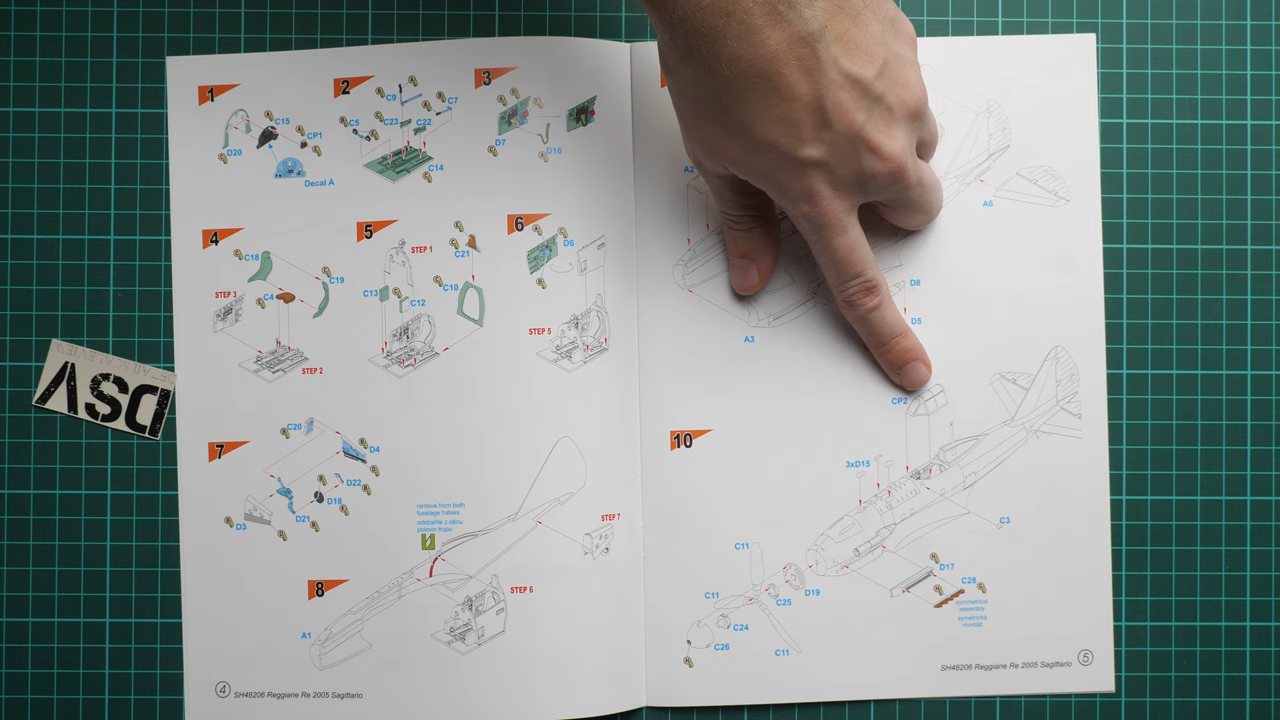 1
C15
CP1
D20
Decal A
2
C9
C7
C5
C23
C22
C14
3
D7
D16
4
C18
C19
STEP 3
C4
STEP 2
5
STEP 1
C21
C13
C12
C10
6
D6
STEP 5
7
C20
D4
D22
D18
D21
D3
remove from both
fuselage halves
odstraňte z obou
polovin trupu
STEP 7
8
STEP 6
A1
4 SH48206 Reggiane Re 2005 Sagittario
A2
A6
D8
D5
A3
CP2
10
3xD15
C3
C11
D17
C28
symmetrical
assembly
symetrická
montáž
C11
C25
D19
C24
C26
C11
SH48206 Reggiane Re 2005 Sagittario 5
DETAIL SCALE VIEW
DSV